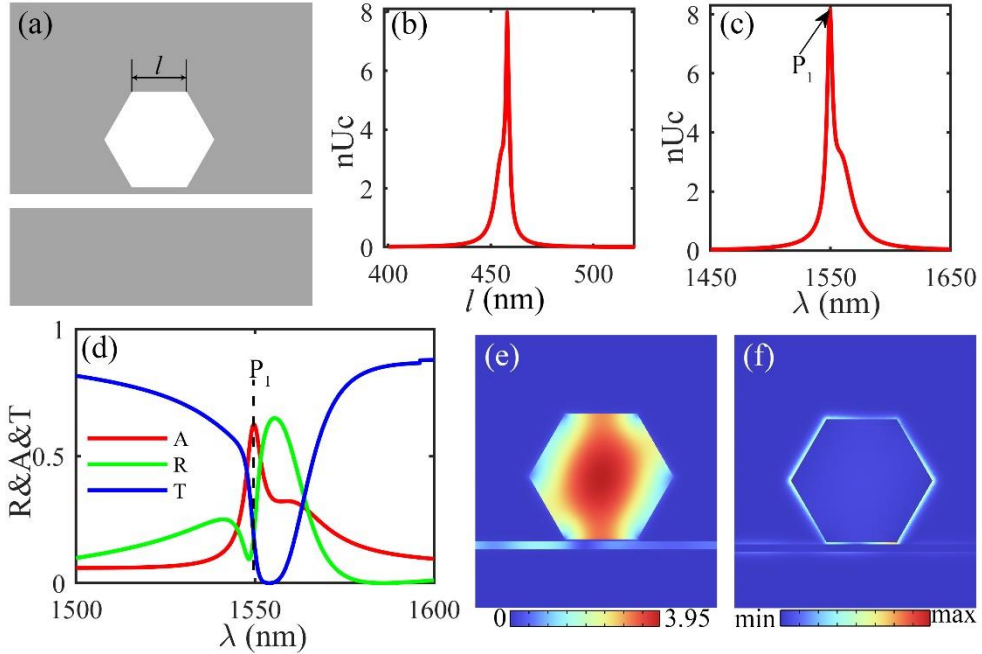 (a)
l
(b)
8
6
4
2
0
nUc
400
450
500
l (nm)
(c)
P₁
8
6
4
2
0
nUc
1450
1550
1650
λ (nm)
(d)
P₁
1
0.5
0
R&A&T
A
R
T
1500
1550
1600
λ (nm)
(e)
0
3.95
(f)
min
max